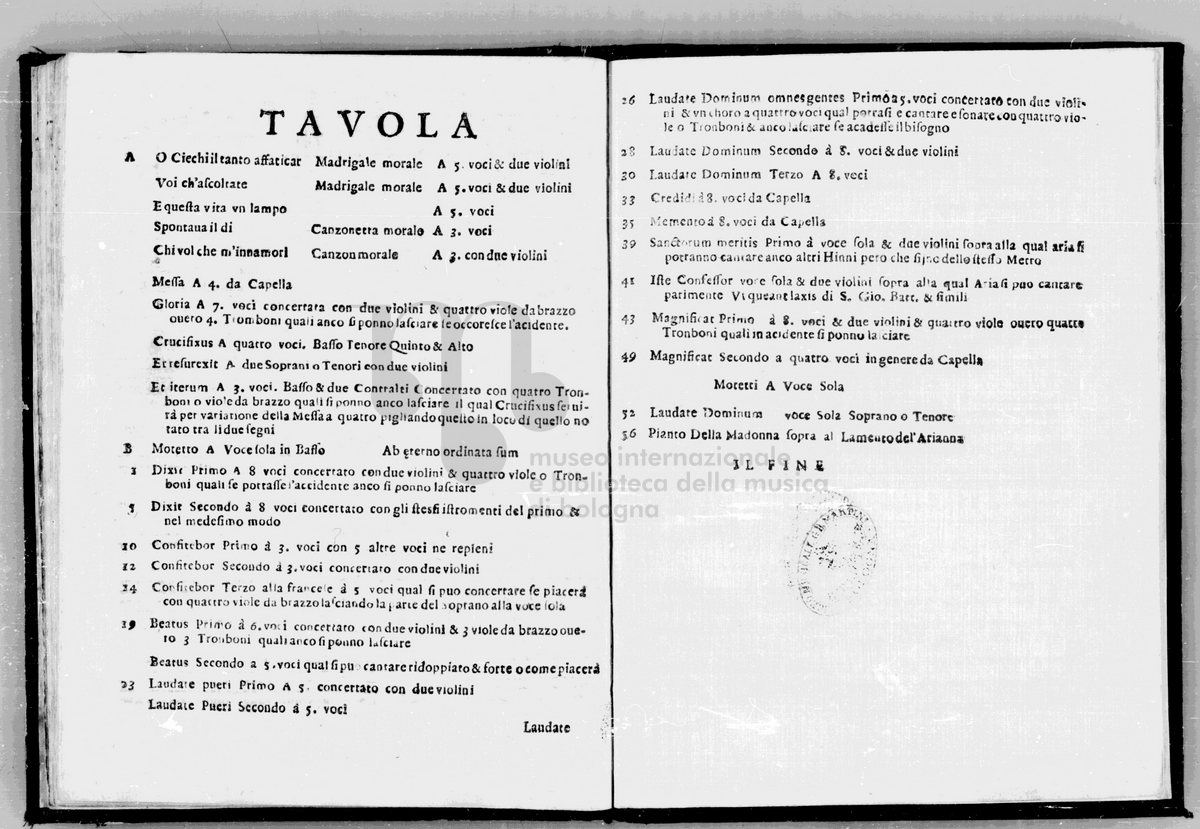 TAVOLA
A O Ciechi il tanto affaticar Madrigale morale A 5. voci & due violini
Voi ch'aſcoltate Madrigale morale A 5. voci & due violini
E queſta vita vn lampo A 5. voci
Spontaua il di Canzonetta morale A 3. voci
Chi vol che m'innamori Canzon morale A 3. con due violini
Meſſa A 4. da Capella
Gloria A 7. voci concertata con due violini & quattro viole da brazzo
ouero 4. Tromboni quali anco ſi ponno laſciare ſe occoreſce l'accidente.
Crucifixus A quattro voci. Baſſo Tenore Quinto & Alto
Et reſurexit A due Soprani o Tenori con due violini
Et iterum A 3. voci. Baſſo & due Contralti Concertato con quatro Trom-
boni o viole da brazzo quali ſi ponno anco laſciare il qual Crucifixus ſerui-
rà per variatione della Meſſa a quattro pigliando queſto in loco di quello no
tato tra li due ſegni
B Motetto A Voce ſola in Baſſo Ab ęterno ordinata ſum
1 Dixit Primo A 8 voci concertato con due violini & quattro viole o Trom-
boni quali ſe portaſſe l'accidente anco ſi ponno laſciare
5 Dixit Secondo á 8 voci concertato con gli ſteſſi iſtromenti del primo &
nel medeſimo modo
10 Confitebor Primo á 3. voci con 5 altre voci ne repieni
12 Confitebor Secondo á 3. voci concertato con due violini
14 Confitebor Terzo alla franceſe á 5 voci qual ſi puo concertare ſe piacerá
con quattro viole da brazzo laſciando la parte del ſoprano alla voce ſola
19 Beatus Primo á 6. voci concertato con due violini & 3 viole da brazzo oue-
ro 3 Tromboni quali anco ſi ponno laſciare
Beatus Secondo a 5. voci qual ſi puo cantare ridoppiato & forte o come piacerá
23 Laudate pueri Primo A 5. concertato con due violini
Laudate Pueri Secondo á 5. voci
Laudate
26 Laudate Dominum omnes gentes Primo a 5. voci concertato con due violi-
ni & vn choro a quattro voci qual potraſi e cantare e ſonare con quattro vio-
le o Tronboni & anco laſciare ſe acadeſſe il biſogno
28 Laudate Dominum Secondo á 8. voci & due violini
30 Laudate Dominum Terzo A 8. voci
33 Credidi á 8. voci da Capella
35 Memento á 8. voci da Capella
39 Sanctorum meritis Primo á voce ſola & due violini ſopra alla qual aria ſi
potranno cantare anco altri Hinni pero che ſijno dello ſteſſo Metro
41 Iſte Confeſſor voce ſola & due violini ſopra alla qual Aria ſi puo cantare
parimente Vt queant laxis di S. Gio. Batt. & ſimili
43 Magnificat Primo á 8. voci & due violini & quattro viole ouero quattro
Tronboni quali in accidente ſi ponno laſciare
49 Magnificat Secondo a quattro voci in genere da Capella
Motetti A Voce Sola
52 Laudate Dominum voce Sola Soprano o Tenore
56 Pianto Della Madonna ſopra al Lamento del'Arianna
IL FINE
museo internazionale
e biblioteca della musica
di bologna